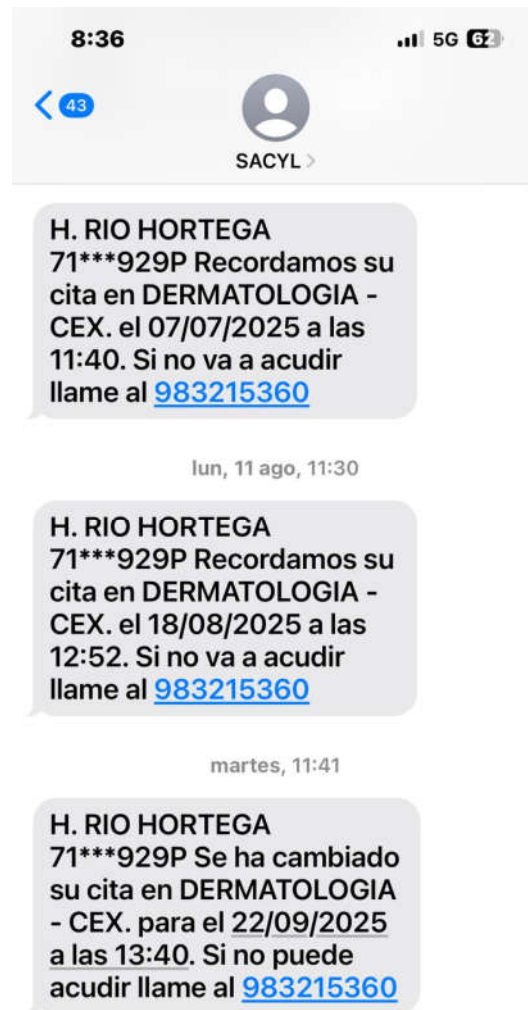 8:36 5G 62
43
SACYL
H. RIO HORTEGA
71***929P Recordamos su
cita en DERMATOLOGIA -
CEX. el 07/07/2025 a las
11:40. Si no va a acudir
llame al 983215360
lun, 11 ago, 11:30
H. RIO HORTEGA
71***929P Recordamos su
cita en DERMATOLOGIA -
CEX. el 18/08/2025 a las
12:52. Si no va a acudir
llame al 983215360
martes, 11:41
H. RIO HORTEGA
71***929P Se ha cambiado
su cita en DERMATOLOGIA
- CEX. para el 22/09/2025
a las 13:40. Si no puede
acudir llame al 983215360